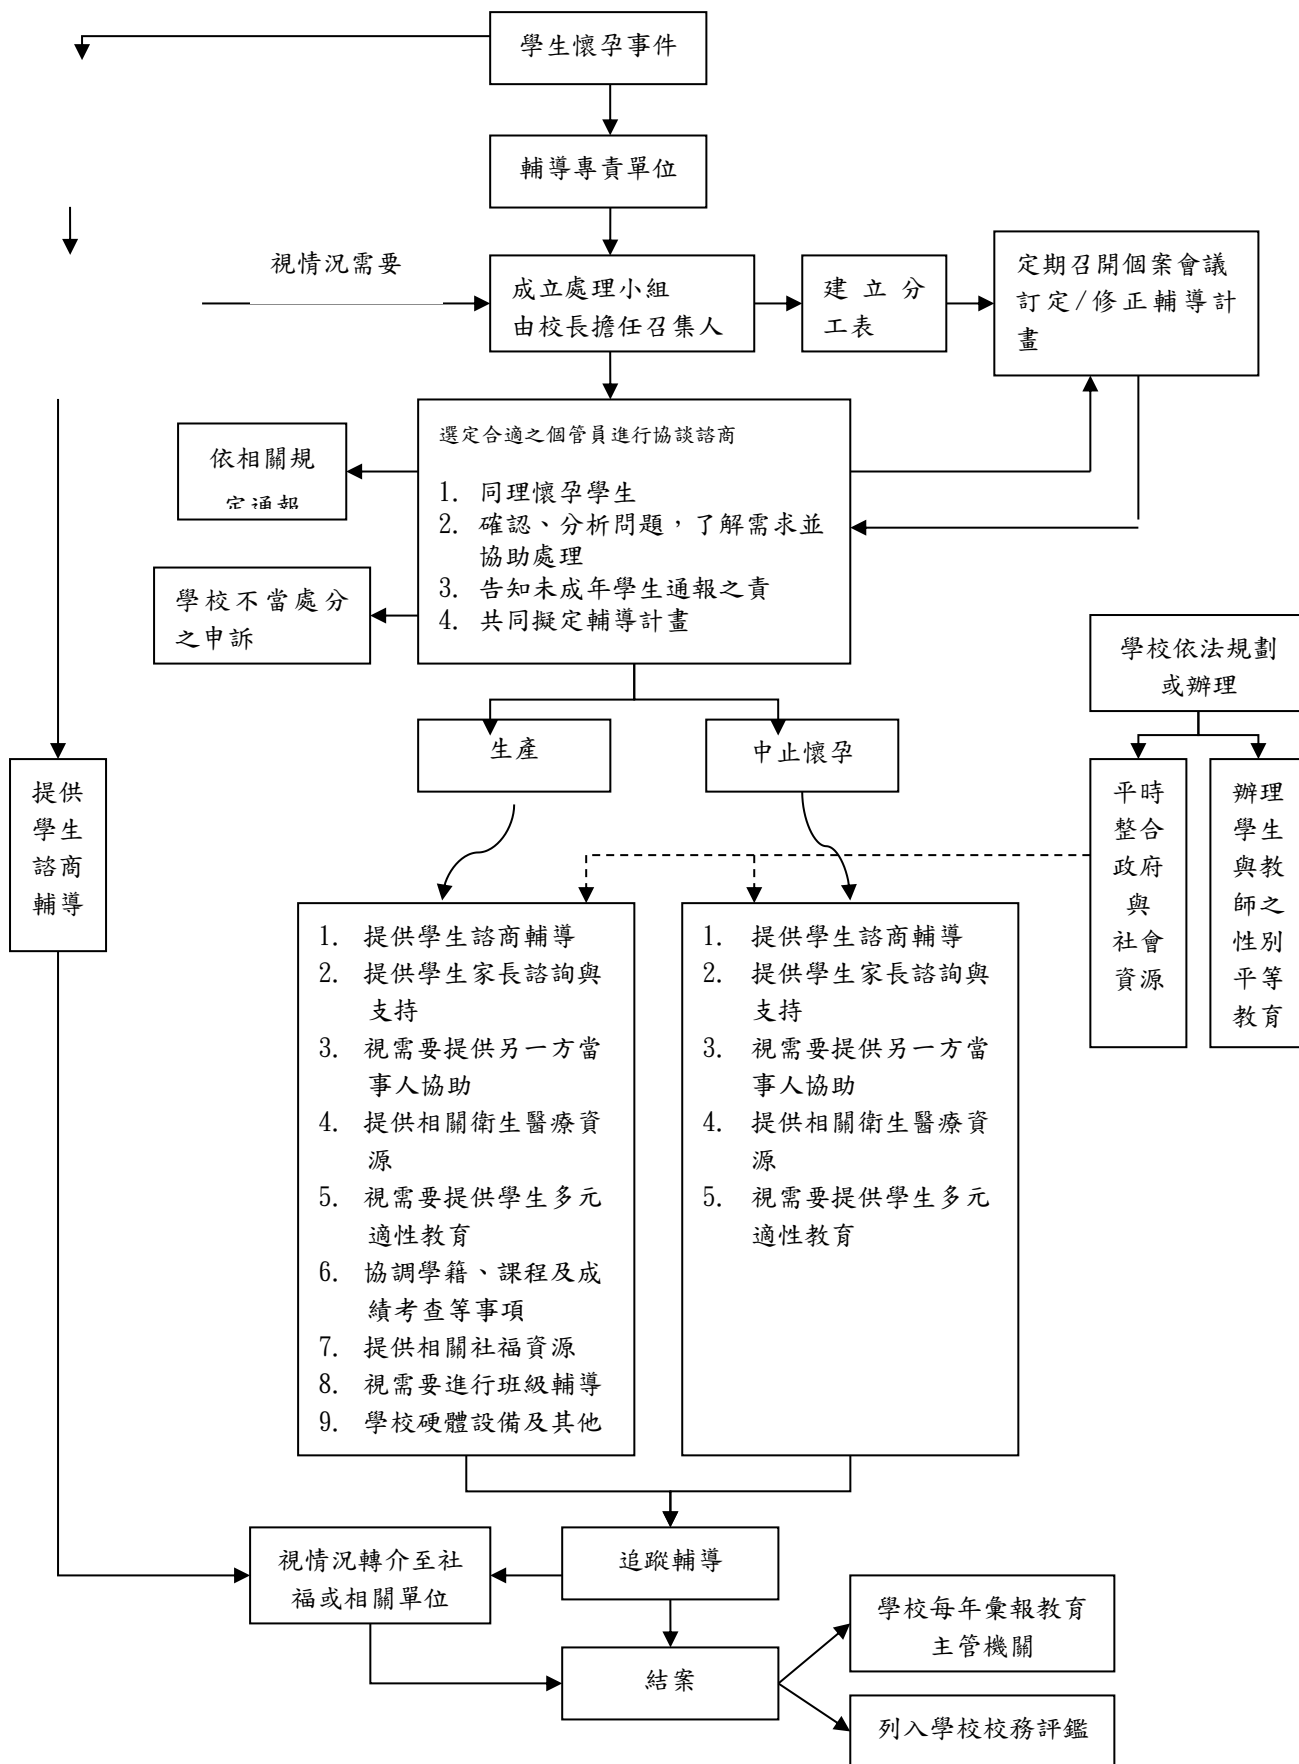 學生懷孕事件
輔導專責單位
視情況需要
成立處理小組
由校長擔任召集人
建立分
工表
定期召開個案會議
訂定/修正輔導計
畫
選定合適之個管員進行協談諮商
1. 同理懷孕學生
2. 確認、分析問題，了解需求並
協助處理
3. 告知未成年學生通報之責
4. 共同擬定輔導計畫
依相關規
定通報
學校不當處分
之申訴
學校依法規劃
或辦理
生產
中止懷孕
提供
學生
諮商
輔導
平時
整合
政府
與
社會
資源
辦理
學生
與教
師之
性別
平等
教育
1. 提供學生諮商輔導
2. 提供學生家長諮詢與
支持
3. 視需要提供另一方當
事人協助
4. 提供相關衛生醫療資
源
5. 視需要提供學生多元
適性教育
6. 協調學籍、課程及成
績考查等事項
7. 提供相關社福資源
8. 視需要進行班級輔導
9. 學校硬體設備及其他
1. 提供學生諮商輔導
2. 提供學生家長諮詢與
支持
3. 視需要提供另一方當
事人協助
4. 提供相關衛生醫療資
源
5. 視需要提供學生多元
適性教育
視情況轉介至社
福或相關單位
追蹤輔導
結案
學校每年彙報教育
主管機關
列入學校校務評鑑